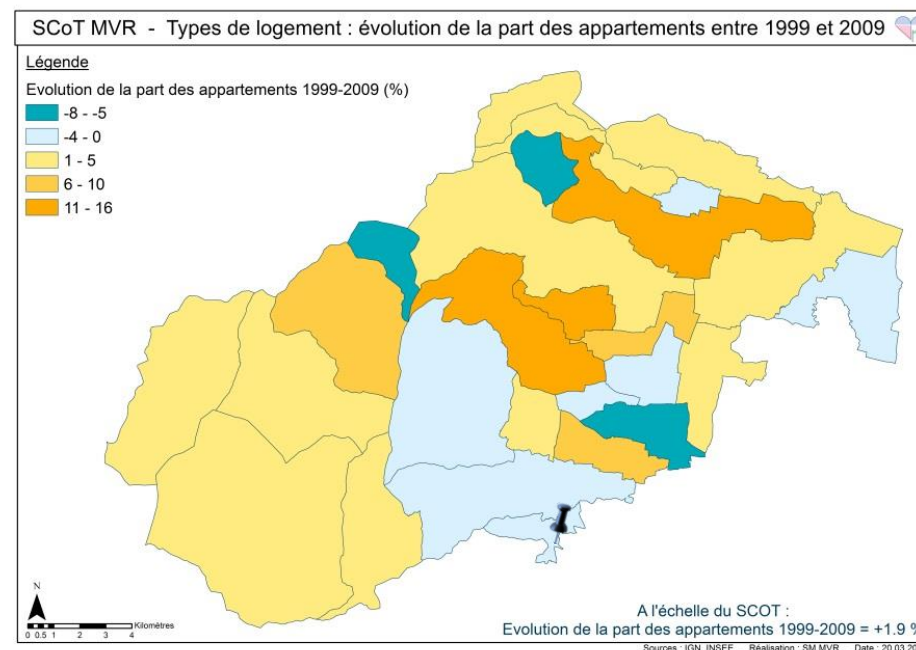 SCoT MVR - Types de logement : évolution de la part des appartements entre 1999 et 2009
Légende
Evolution de la part des appartements 1999-2009 (%)
-8 - -5
-4 - 0
1 - 5
6 - 10
11 - 16
N
0 0.5 1 2 3 4 Kilomètres
A l'échelle du SCOT :
Evolution de la part des appartements 1999-2009 = +1.9 %
Sources : IGN, INSEE Réalisation : SM MVR Date : 20.03.20